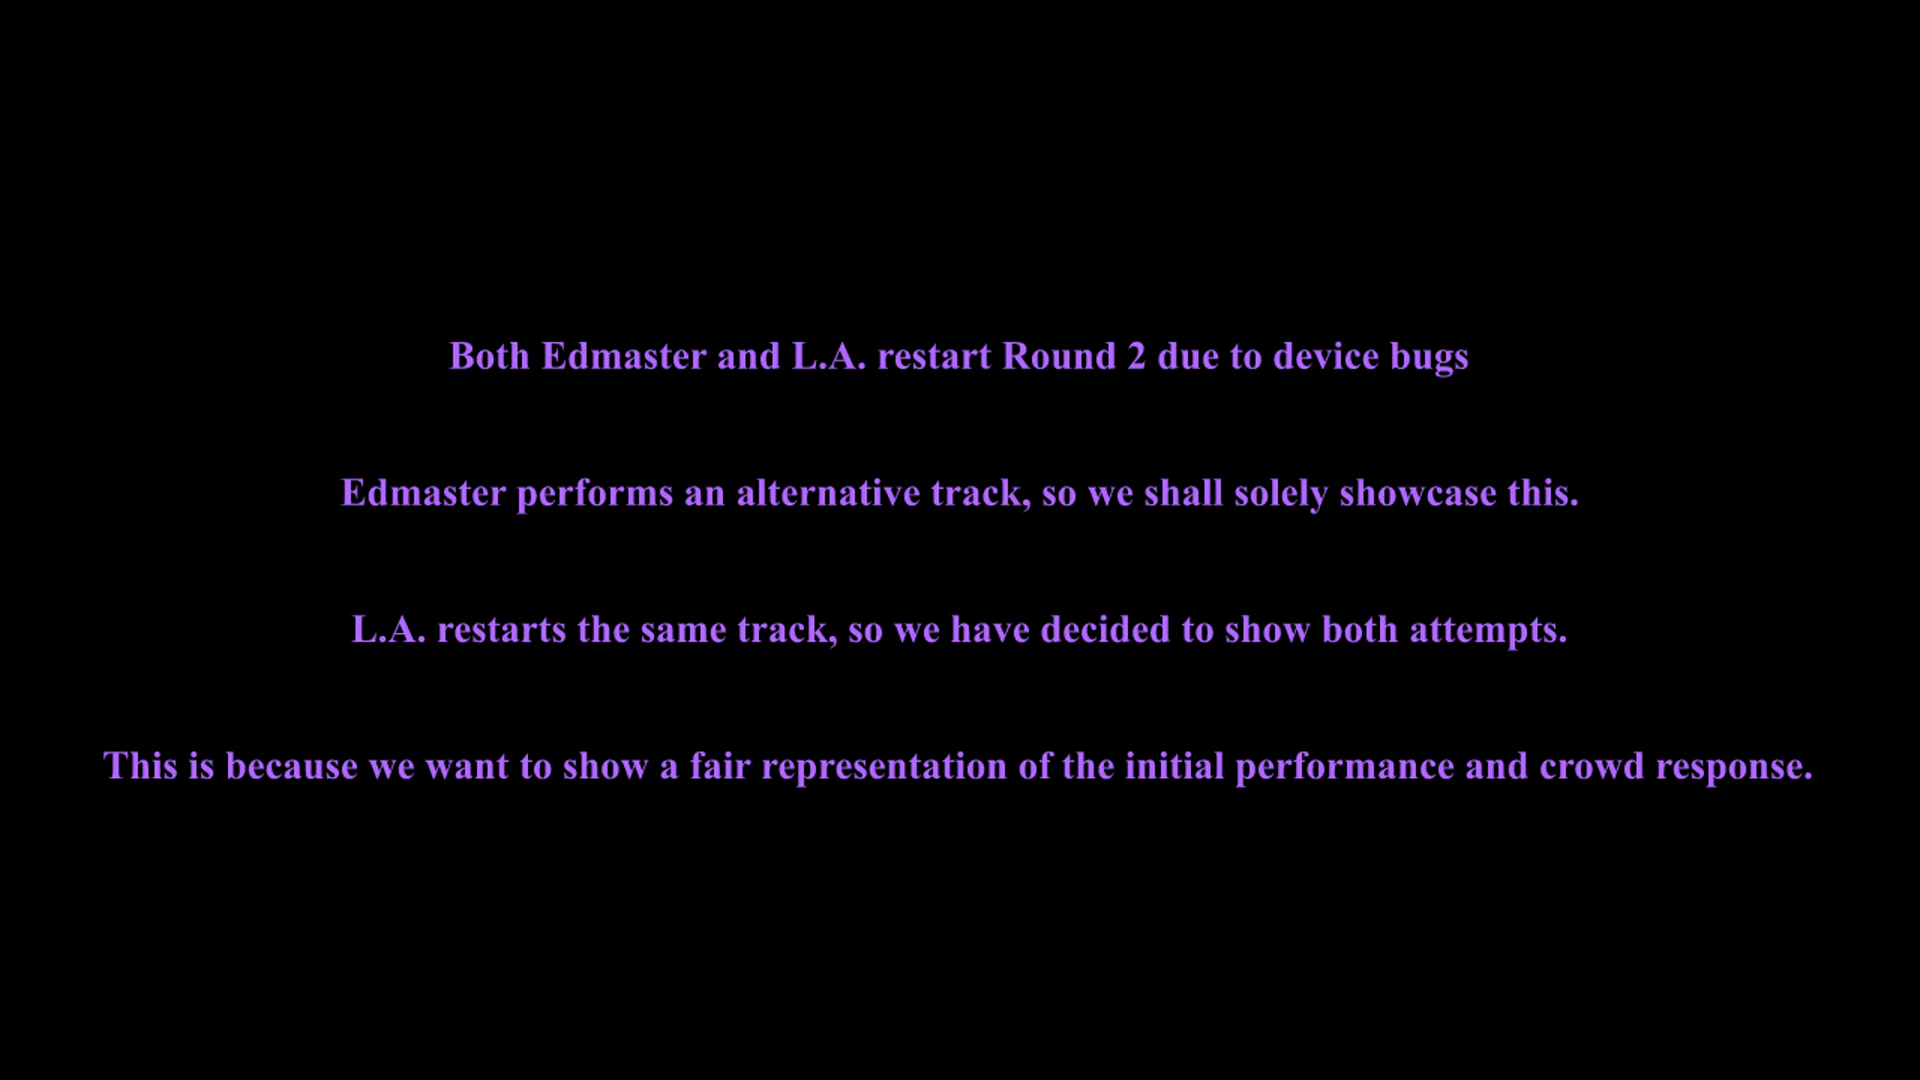 Both Edmaster and L.A. restart Round 2 due to device bugs
Edmaster performs an alternative track, so we shall solely showcase this.
L.A. restarts the same track, so we have decided to show both attempts.
This is because we want to show a fair representation of the initial performance and crowd response.